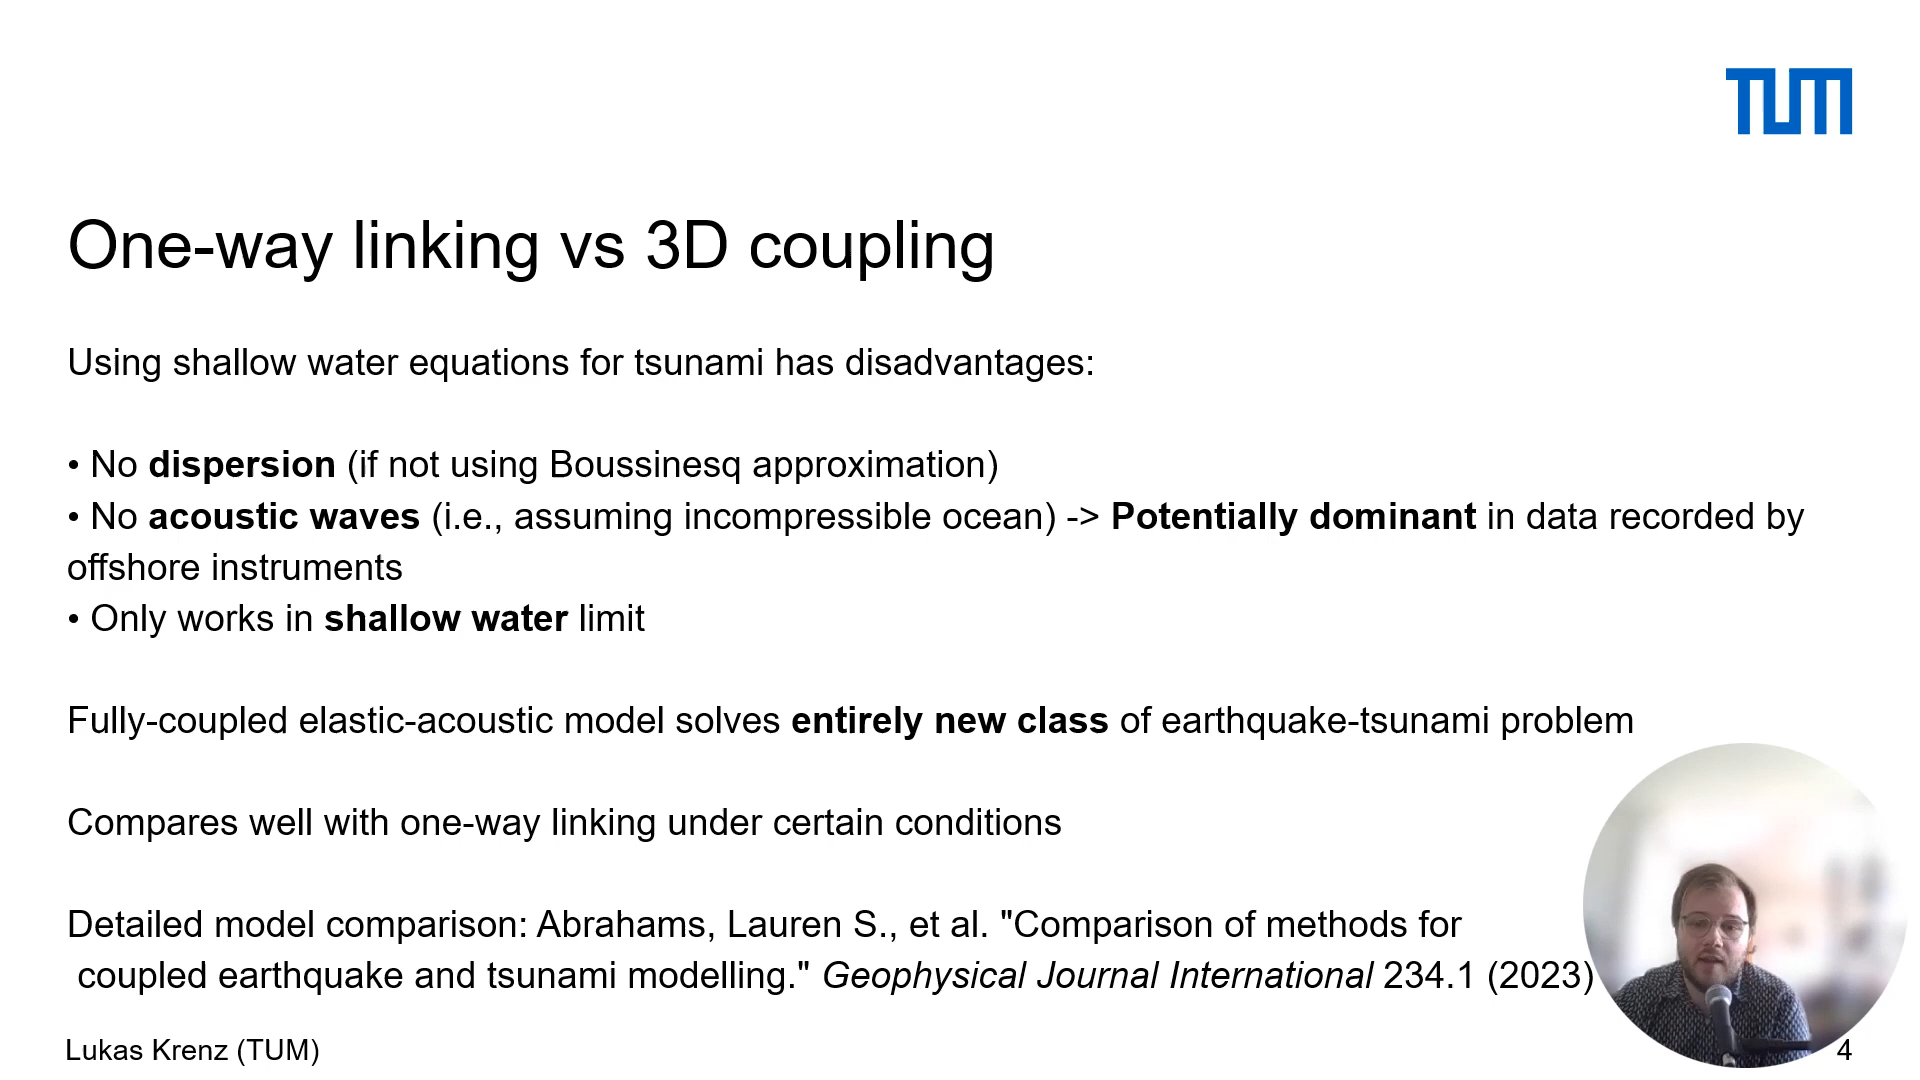 TUM
One-way linking vs 3D coupling
Using shallow water equations for tsunami has disadvantages:
• No dispersion (if not using Boussinesq approximation)
• No acoustic waves (i.e., assuming incompressible ocean) -> Potentially dominant in data recorded by
offshore instruments
• Only works in shallow water limit
Fully-coupled elastic-acoustic model solves entirely new class of earthquake-tsunami problem
Compares well with one-way linking under certain conditions
Detailed model comparison: Abrahams, Lauren S., et al. "Comparison of methods for
coupled earthquake and tsunami modelling." Geophysical Journal International 234.1 (2023)
Lukas Krenz (TUM)
4